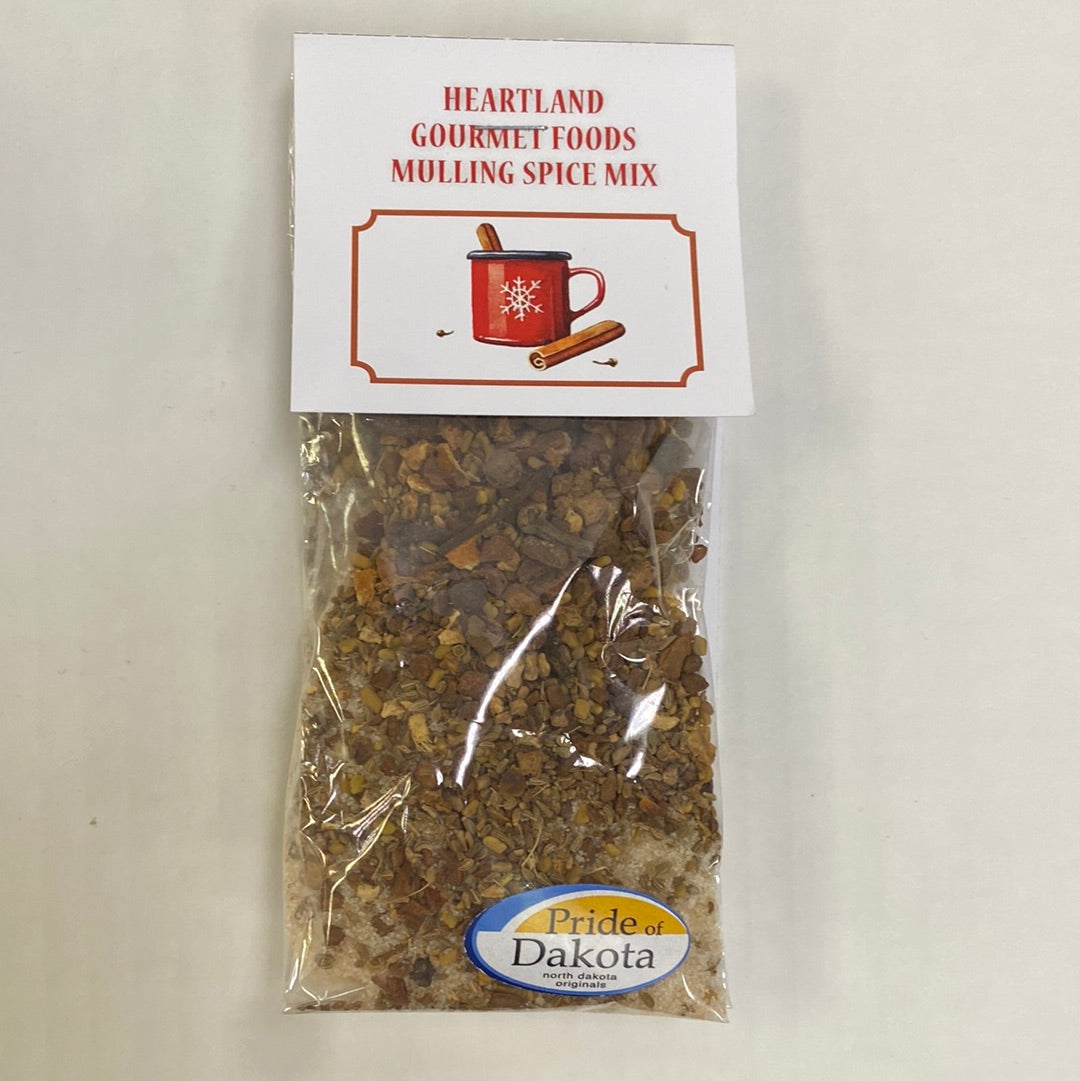 HEARTLAND
GOURMET FOODS
MULLING SPICE MIX
Pride of
Dakota
north dakota
originals